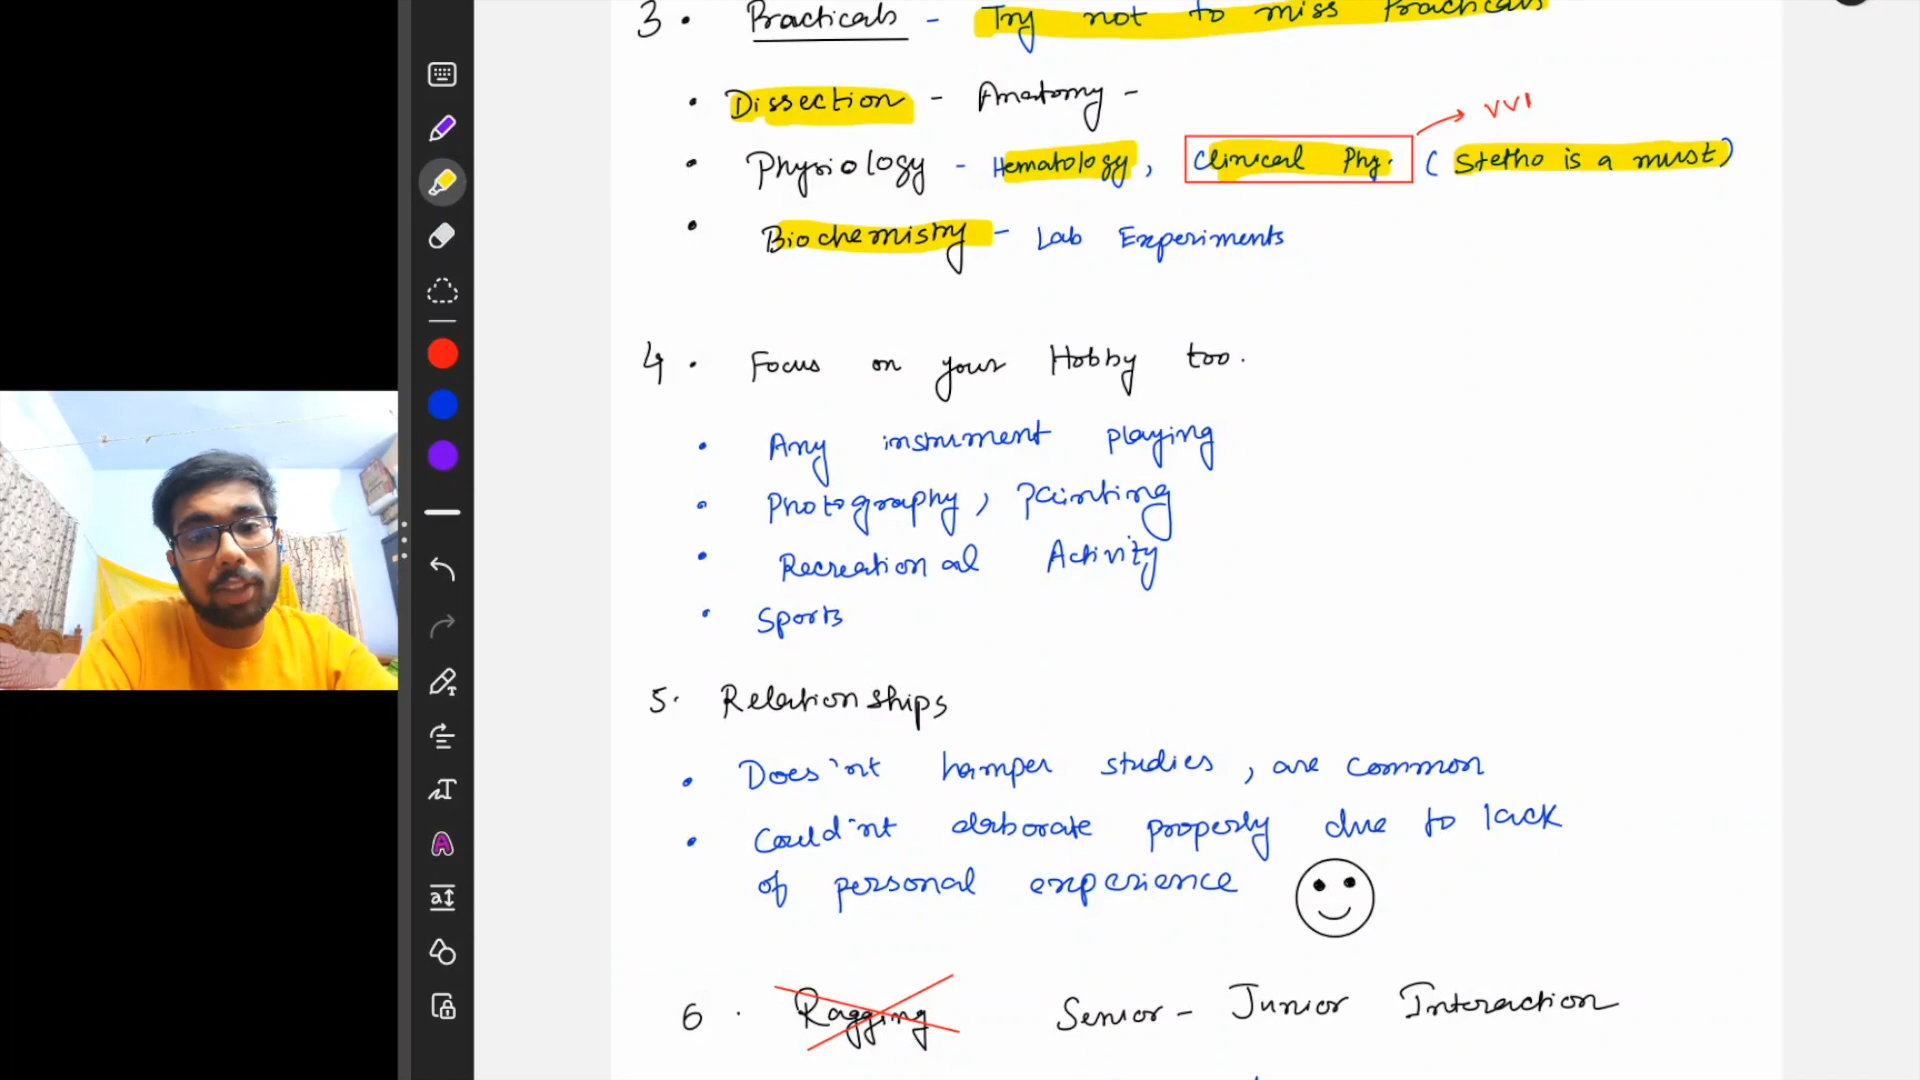 3. Practicals - Try not to miss Practicals
• Dissection - Anatomy -
VVI
• Physiology - Hematology, Clinical Phy. (Stetho is a must)
• Biochemistry - Lab Experiments
4. Focus on your Hobby too.
• Any instrument playing
• Photography, Painting
• Recreational Activity
• Sports
5. Relationships
• Does'nt hamper studies, are common
• Could'nt elaborate properly due to lack
of personal experience
6. Ragging Senior - Junior Interaction